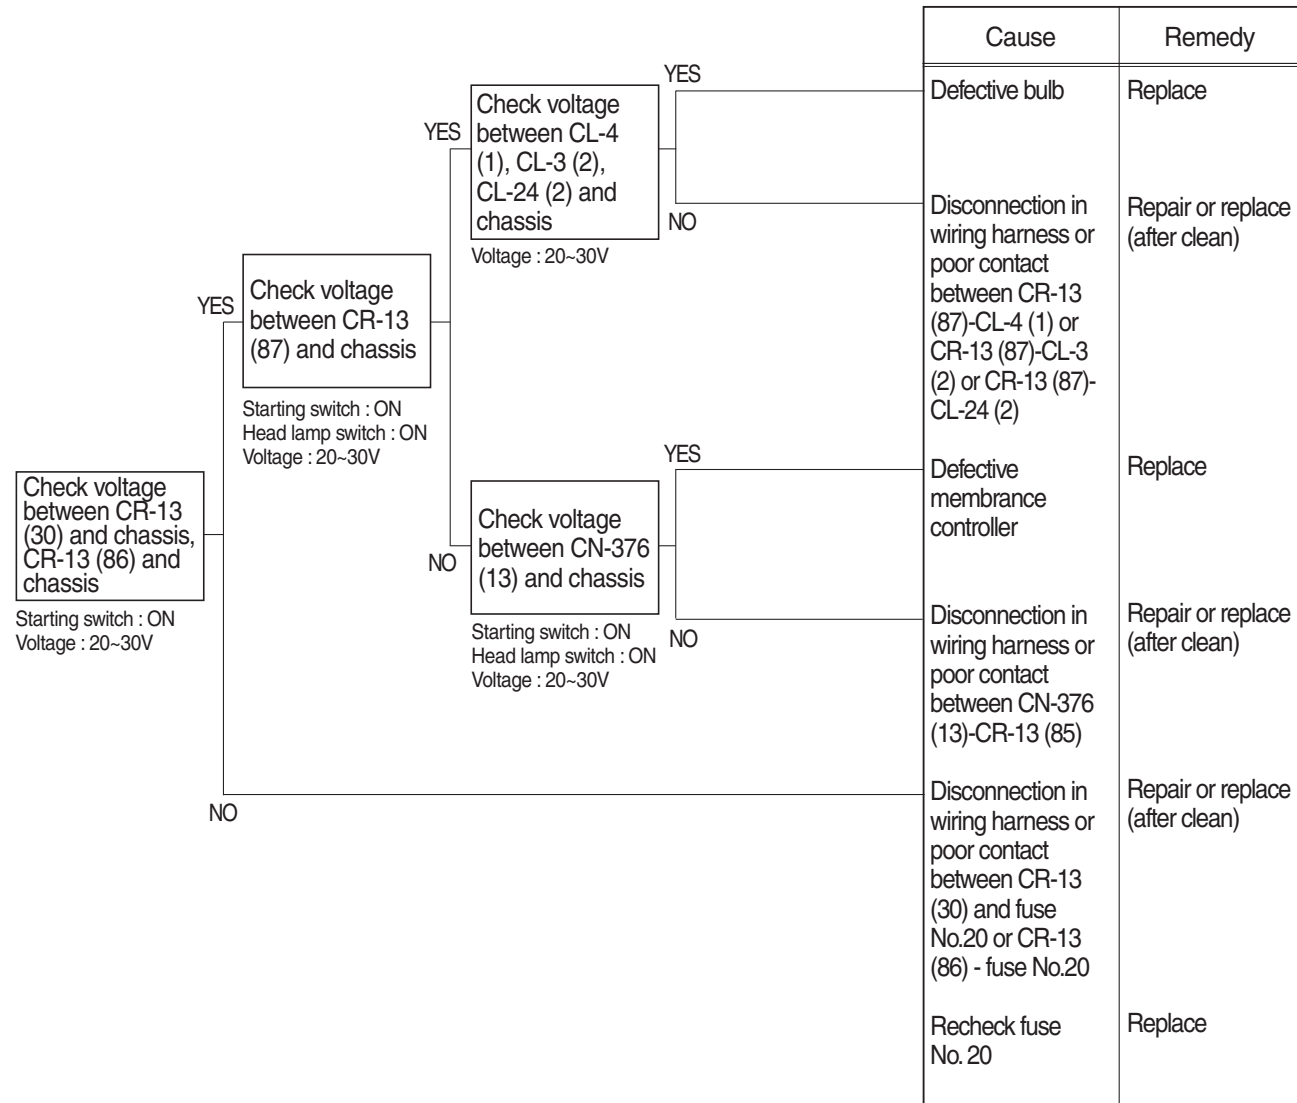 Cause
Remedy
YES
Check voltage
between CL-4
(1), CL-3 (2),
CL-24 (2) and
chassis
Voltage : 20~30V
YES
NO
Defective bulb
Replace
Disconnection in
wiring harness or
poor contact
between CR-13
(87)-CL-4 (1) or
CR-13 (87)-CL-3
(2) or CR-13 (87)-
CL-24 (2)
Repair or replace
(after clean)
YES
Check voltage
between CR-13
(87) and chassis
Starting switch : ON
Head lamp switch : ON
Voltage : 20~30V
Check voltage
between CR-13
(30) and chassis,
CR-13 (86) and
chassis
Starting switch : ON
Voltage : 20~30V
NO
Check voltage
between CN-376
(13) and chassis
Starting switch : ON
Head lamp switch : ON
Voltage : 20~30V
YES
NO
Defective
membrance
controller
Replace
Disconnection in
wiring harness or
poor contact
between CN-376
(13)-CR-13 (85)
Repair or replace
(after clean)
NO
Disconnection in
wiring harness or
poor contact
between CR-13
(30) and fuse
No.20 or CR-13
(86) - fuse No.20
Repair or replace
(after clean)
Recheck fuse
No. 20
Replace